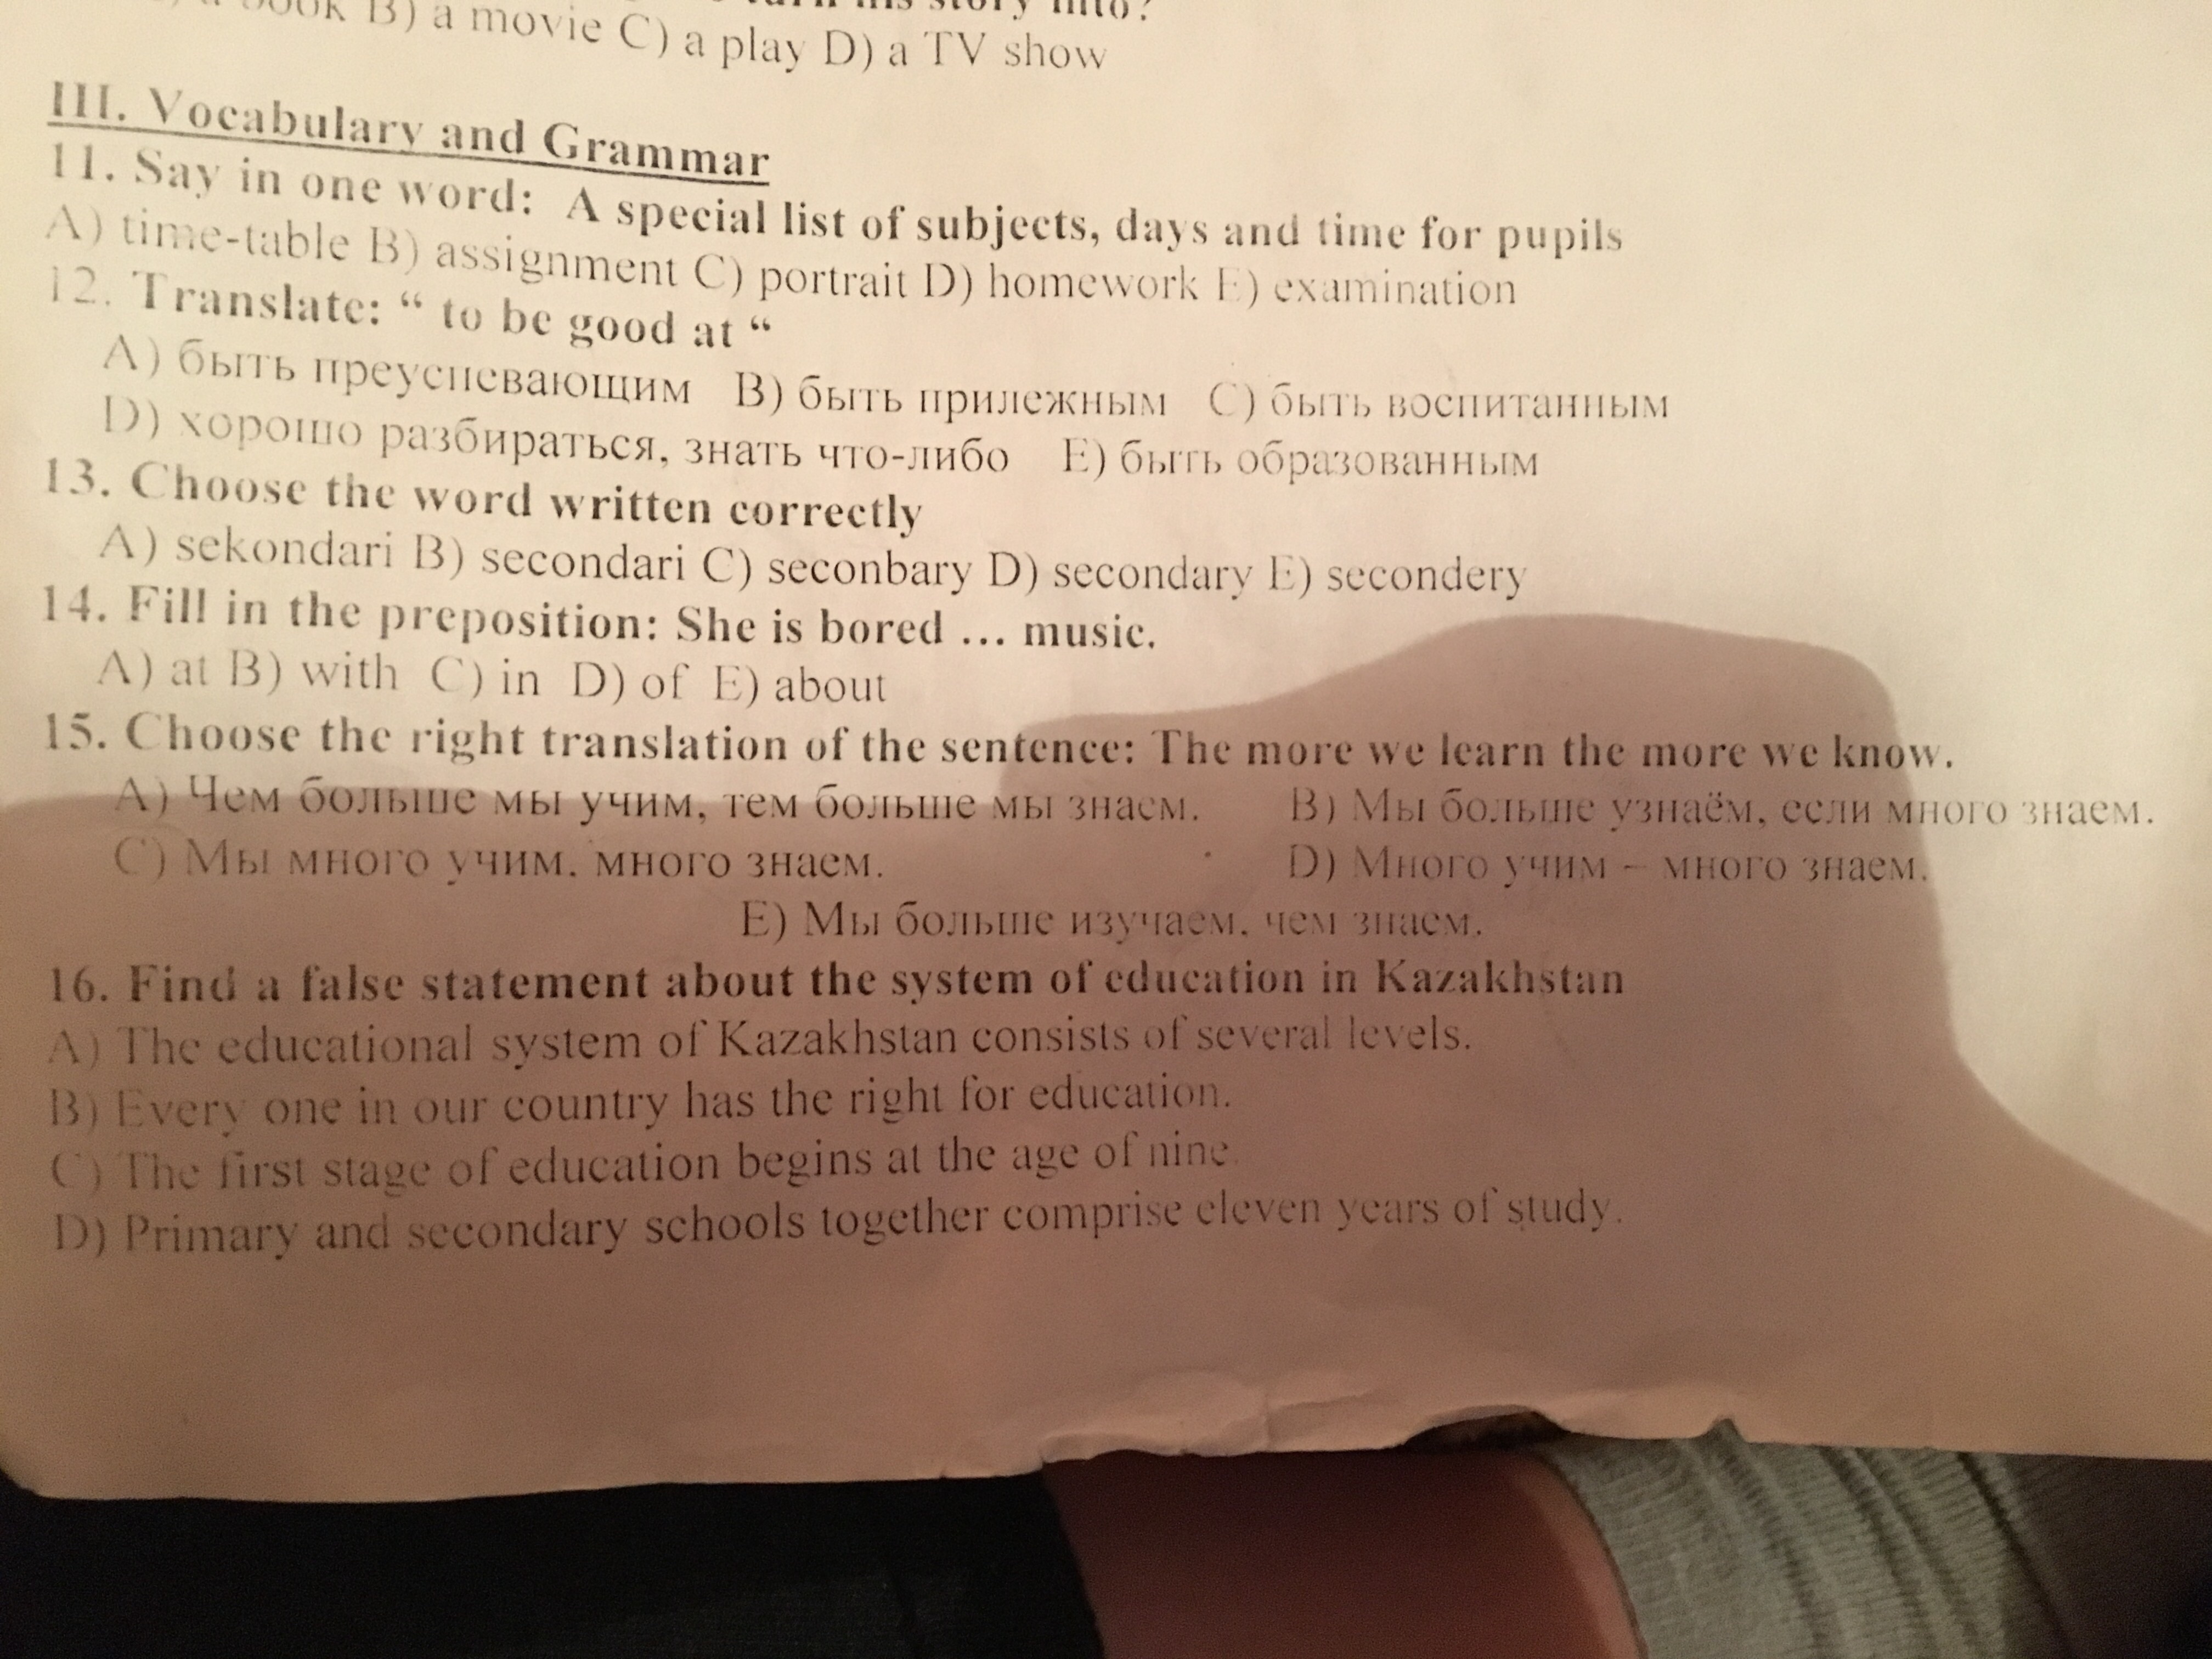 turn his story into?
book B) a movie C) a play D) a TV show
III. Vocabulary and Grammar
11. Say in one word: A special list of subjects, days and time for pupils
A) time-table B) assignment C) portrait D) homework E) examination
12. Translate: “ to be good at “
A) быть преуспевающим B) быть прилежным C) быть воспитанным
D) хорошо разбираться, знать что-либо E) быть образованным
13. Choose the word written correctly
A) sekondari B) secondari C) seconbary D) secondary E) secondery
14. Fill in the preposition: She is bored ... music.
A) at B) with C) in D) of E) about
15. Choose the right translation of the sentence: The more we learn the more we know.
A) Чем больше мы учим, тем больше мы знаем. B) Мы больше узнаём, если много знаем.
C) Мы много учим, много знаем. D) Много учим – много знаем.
E) Мы больше изучаем, чем знаем.
16. Find a false statement about the system of education in Kazakhstan
A) The educational system of Kazakhstan consists of several levels.
B) Every one in our country has the right for education.
C) The first stage of education begins at the age of nine.
D) Primary and secondary schools together comprise eleven years of study.